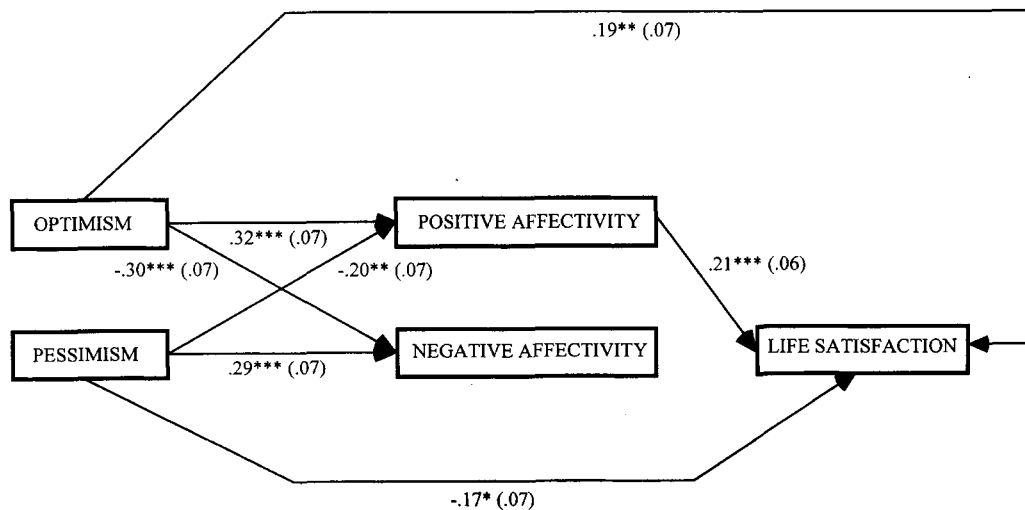 .19** (.07)
OPTIMISM
POSITIVE AFFECTIVITY
.32*** (.07)
-.30*** (.07)
-.20** (.07)
.21*** (.06)
PESSIMISM
NEGATIVE AFFECTIVITY
LIFE SATISFACTION
.29*** (.07)
-.17* (.07)